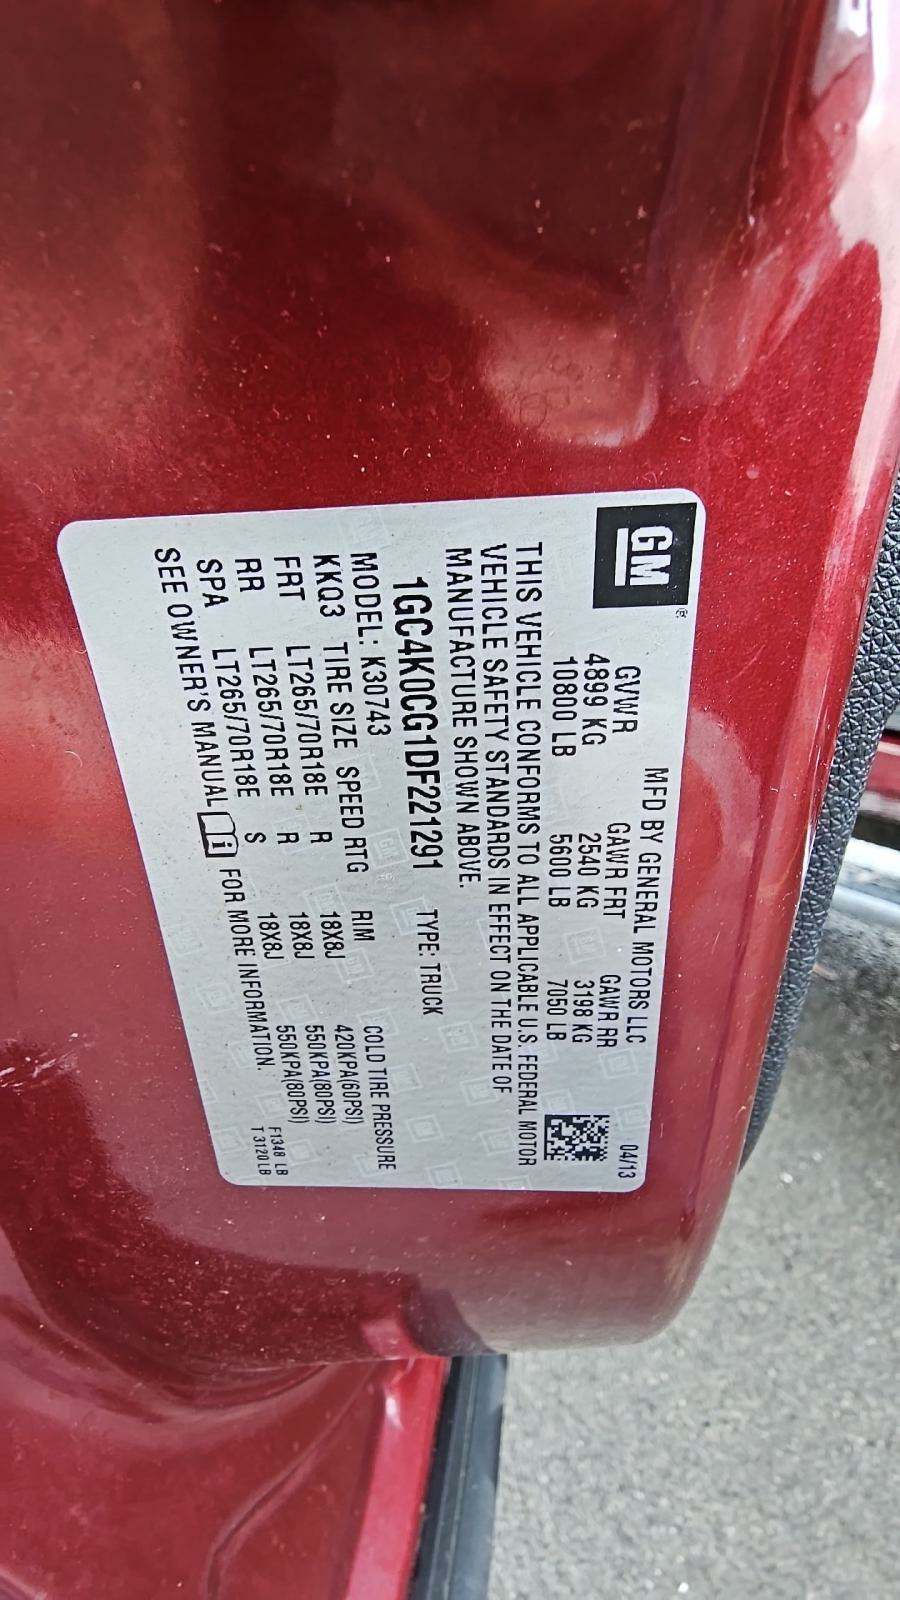 GM®
MFD BY GENERAL MOTORS LLC 04/13
GVWR GAWR FRT GAWR RR
4899 KG 2540 KG 3198 KG
10800 LB 5600 LB 7050 LB
THIS VEHICLE CONFORMS TO ALL APPLICABLE U.S. FEDERAL MOTOR
VEHICLE SAFETY STANDARDS IN EFFECT ON THE DATE OF
MANUFACTURE SHOWN ABOVE.
1GC4K0CG1DF221291 TYPE: TRUCK
MODEL: K30743
KKQ3 TIRE SIZE SPEED RTG RIM COLD TIRE PRESSURE
FRT LT265/70R18E R 18X8J 420KPA(60PSI)
RR LT265/70R18E R 18X8J 550KPA(80PSI)
SPA LT265/70R18E S 18X8J 550KPA(80PSI)
SEE OWNER'S MANUAL FOR MORE INFORMATION.
F1348 LB
T 3120 LB